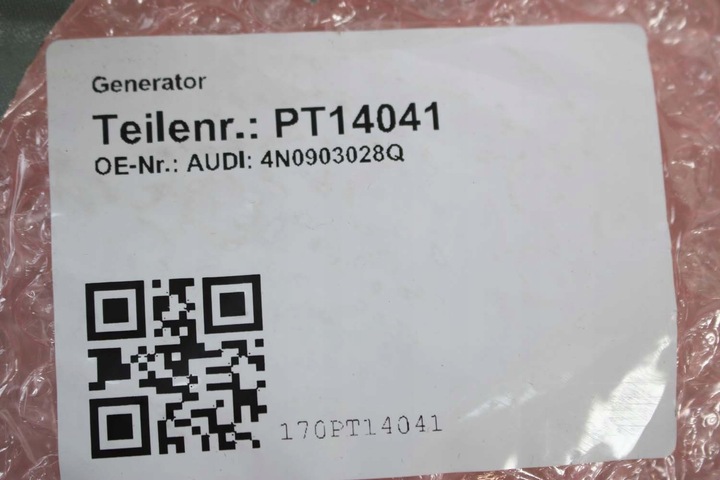 Generator
Teilenr.: PT14041
OE-Nr.: AUDI: 4N0903028Q
170PT14041